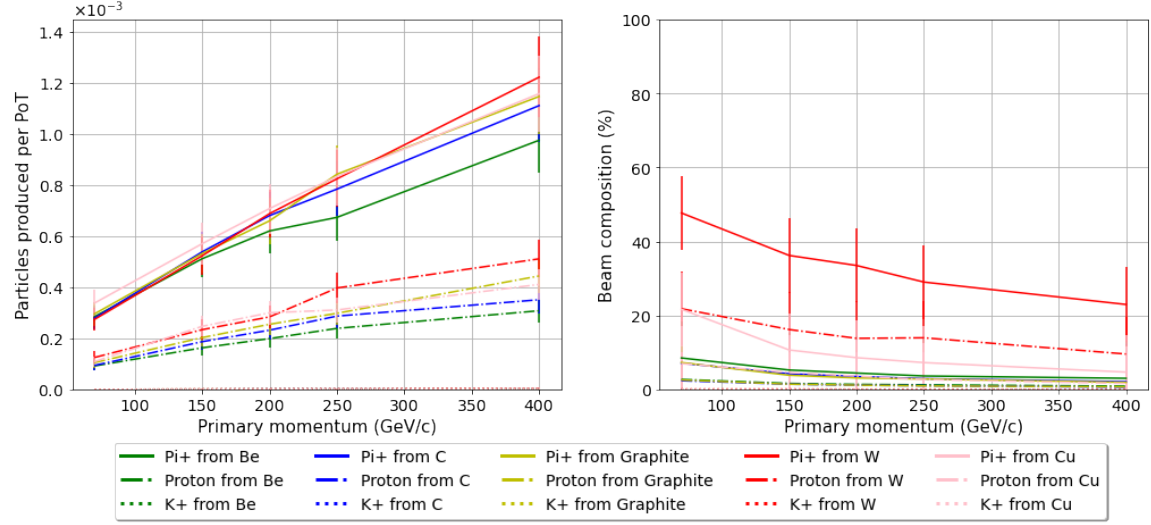 ×10⁻³
1.4
1.2
1.0
0.8
0.6
0.4
0.2
0.0
Particles produced per PoT
100 150 200 250 300 350 400
Primary momentum (GeV/c)
100
80
60
40
20
0
Beam composition (%)
100 150 200 250 300 350 400
Primary momentum (GeV/c)
Pi+ from Be Pi+ from C Pi+ from Graphite Pi+ from W Pi+ from Cu
Proton from Be Proton from C Proton from Graphite Proton from W Proton from Cu
K+ from Be K+ from C K+ from Graphite K+ from W K+ from Cu